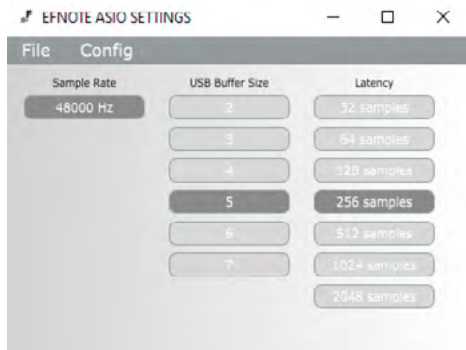 EFNOTE ASIO SETTINGS
File Config
Sample Rate USB Buffer Size Latency
48000 Hz 2 32 samples
3 64 samples
4 128 samples
5 256 samples
6 512 samples
7 1024 samples
2048 samples